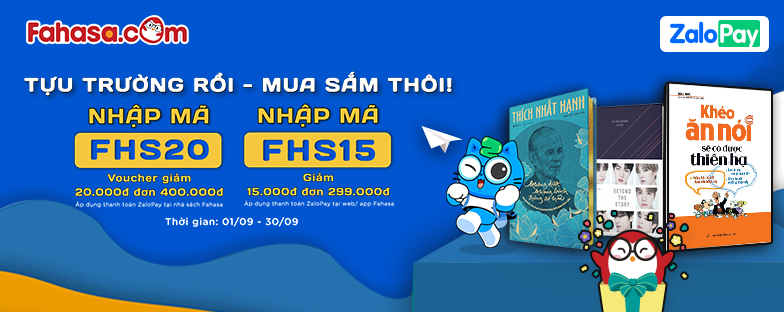 Fahasa.com
ZaloPay
TỰU TRƯỜNG RỒI - MUA SẮM THÔI!
NHẬP MÃ
FHS20
Voucher giảm
20.000đ đơn 400.000đ
Áp dụng thanh toán ZaloPay tại nhà sách Fahasa
NHẬP MÃ
FHS15
Giảm
15.000đ đơn 299.000đ
Áp dụng thanh toán ZaloPay tại web/ app Fahasa
Thời gian: 01/09 - 30/09
THÍCH NHẤT HẠNH
BEYOND
THE
STORY
Khéo
ăn nói
sẽ có được
thiên hạ